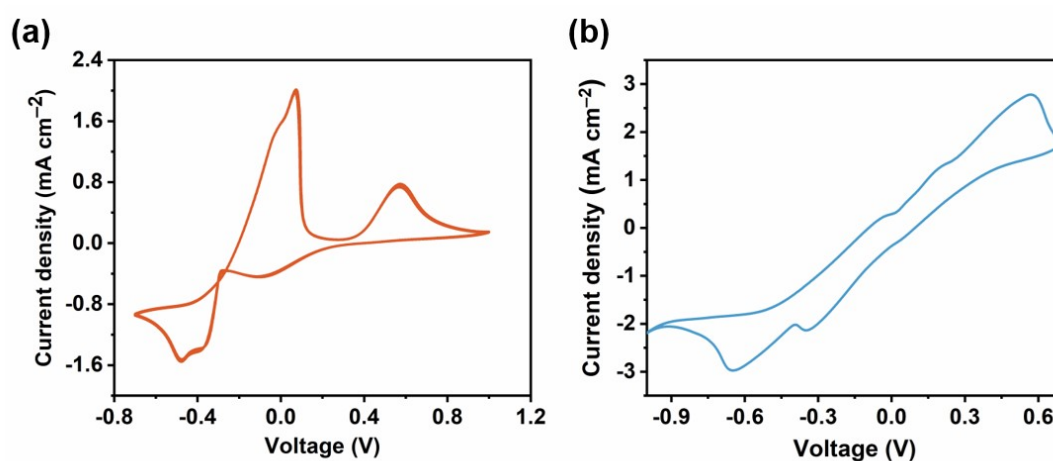 (a)
Current density (mA cm−2)
2.4
1.6
0.8
0.0
-0.8
-1.6
-0.8 -0.4 0.0 0.4 0.8 1.2
Voltage (V)
(b)
Current density (mA cm−2)
3
2
1
0
-1
-2
-3
-0.9 -0.6 -0.3 0.0 0.3 0.6
Voltage (V)